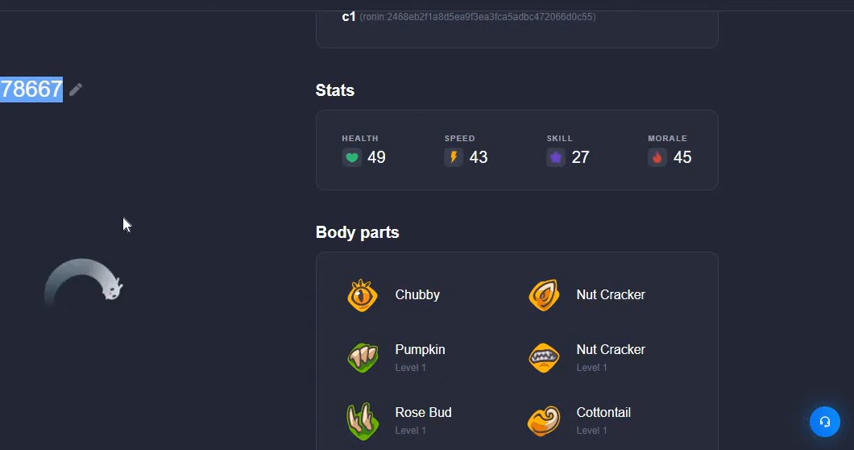 c1 (ronin:2468eb2f1a8d5ea9f3ea3fca5adbc472066d0c55)
78667
Stats
HEALTH SPEED SKILL MORALE
49 43 27 45
Body parts
Chubby Nut Cracker
Pumpkin Nut Cracker
Level 1 Level 1
Rose Bud Cottontail
Level 1 Level 1